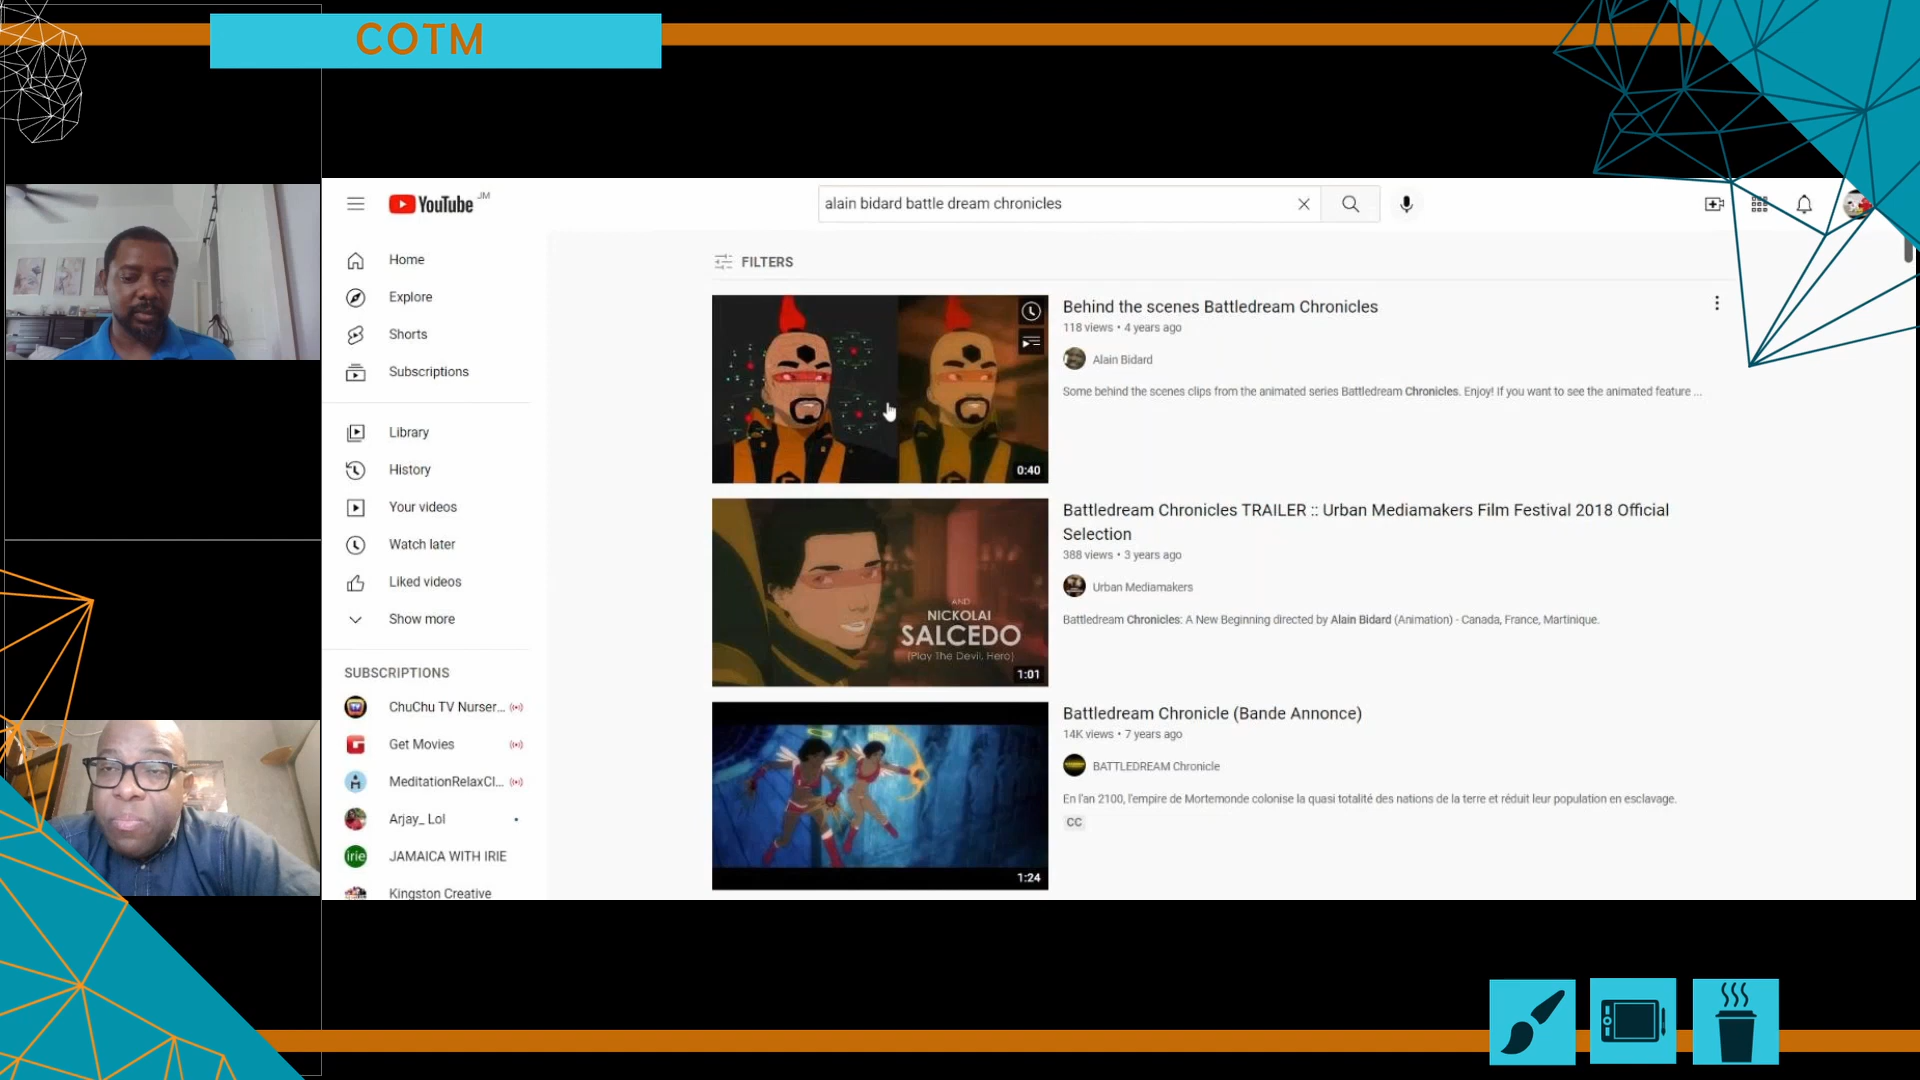 COTM
YouTube JM
alain bidard battle dream chronicles
Home
Explore
Shorts
Subscriptions
Library
History
Your videos
Watch later
Liked videos
Show more
SUBSCRIPTIONS
ChuChu TV Nurser...
Get Movies
MeditationRelaxCl...
Arjay_ Lol
irie
JAMAICA WITH IRIE
Kingston Creative
FILTERS
0:40
Behind the scenes Battledream Chronicles
118 views • 4 years ago
Alain Bidard
Some behind the scenes clips from the animated series Battledream Chronicles. Enjoy! If you want to see the animated feature ...
AND
NICKOLAI
SALCEDO
(Play The Devil, Hero)
1:01
Battledream Chronicles TRAILER :: Urban Mediamakers Film Festival 2018 Official
Selection
388 views • 3 years ago
Urban Mediamakers
Battledream Chronicles: A New Beginning directed by Alain Bidard (Animation) - Canada, France, Martinique.
1:24
Battledream Chronicle (Bande Annonce)
14K views • 7 years ago
BATTLEDREAM Chronicle
En l'an 2100, l'empire de Mortemonde colonise la quasi totalité des nations de la terre et réduit leur population en esclavage.
CC